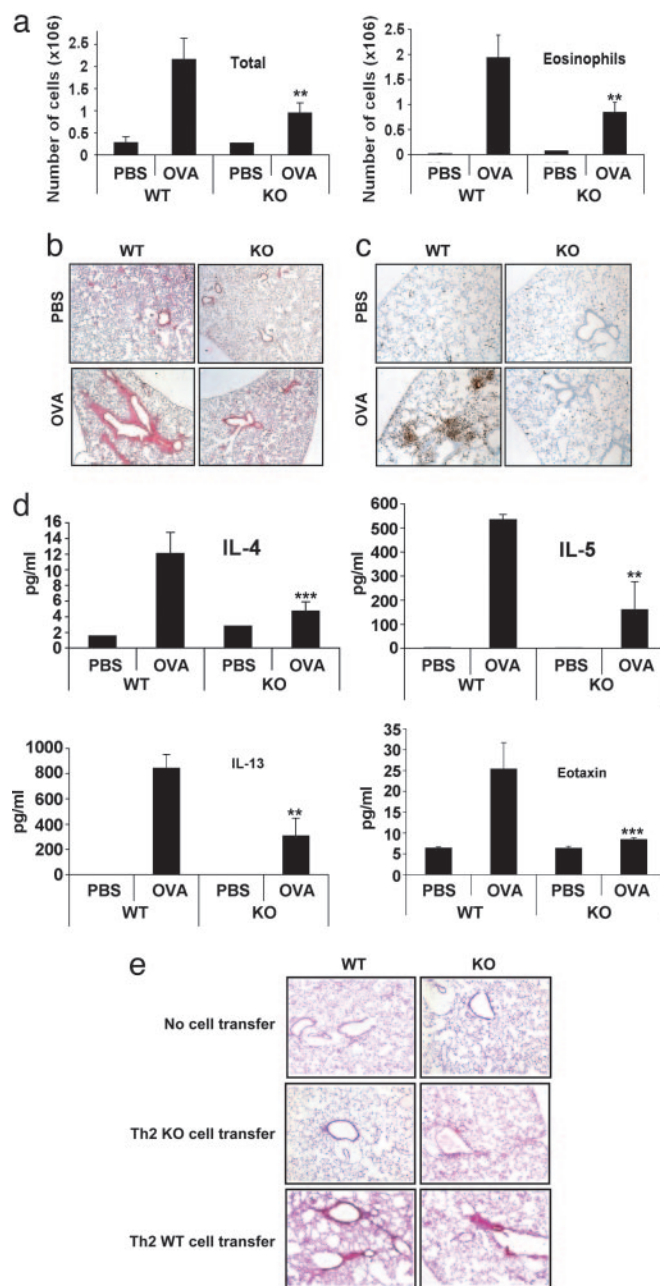 a
Number of cells (x106)
2.5
2
1.5
1
0.5
Total
**
PBS OVA PBS OVA
WT KO
Number of cells (x106)
2.5
2
1.5
1
0.5
Eosinophils
**
PBS OVA PBS OVA
WT KO
b
WT KO
PBS
OVA
c
WT KO
PBS
OVA
d
pg/ml
16
14
12
10
8
6
4
2
0
IL-4
***
PBS OVA PBS OVA
WT KO
pg/ml
600
500
400
300
200
100
0
IL-5
**
PBS OVA PBS OVA
WT KO
pg/ml
1000
800
600
400
200
0
IL-13
**
PBS OVA PBS OVA
WT KO
pg/ml
35
30
25
20
15
10
5
0
Eotaxin
***
PBS OVA PBS OVA
WT KO
e
WT KO
No cell transfer
Th2 KO cell transfer
Th2 WT cell transfer